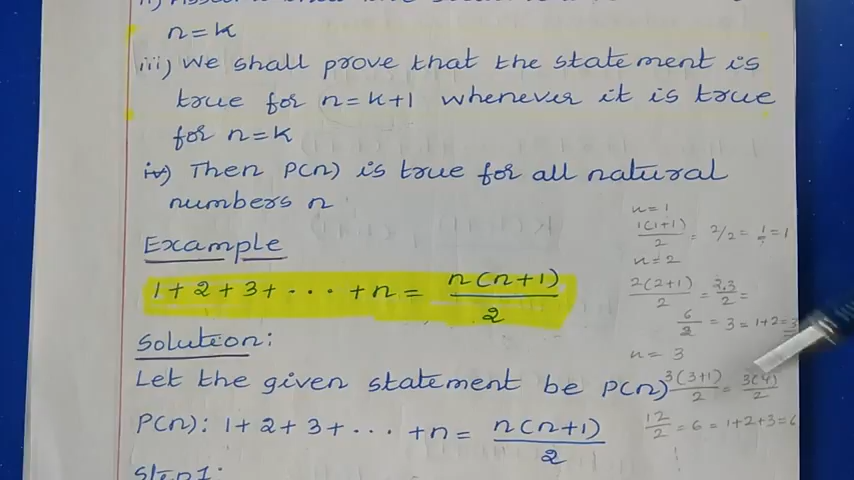 n=k
iii) We shall prove that the statement is
true for n=k+1 whenever it is true
for n=k
iv) Then P(n) is true for all natural
numbers n
Example
1+2+3+...+n= n(n+1)/2
Solution:
Let the given statement be P(n)
P(n): 1+2+3+...+n= n(n+1)/2
Step1:
n=1
1(1+1)/2 = 2/2 = 1/1 = 1
n=2
2(2+1)/2 = 2.3/2 =
6/2 = 3 = 1+2=3
n=3
3(3+1)/2 = 3(4)/2
12/2 = 6 = 1+2+3=6